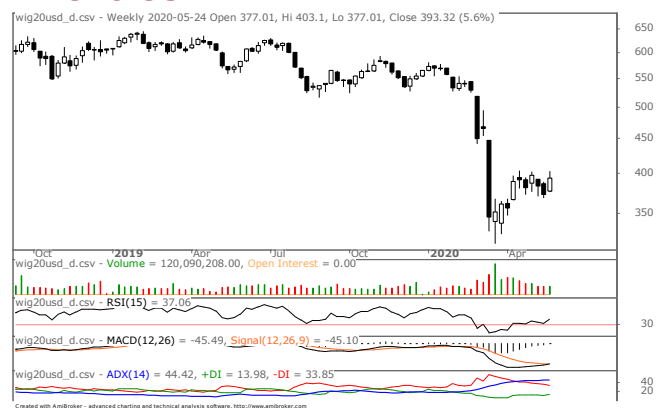 wig20usd_d.csv - Weekly 2020-05-24 Open 377.01, Hi 403.1, Lo 377.01, Close 393.32 (5.6%)
650
600
550
500
450
400
350
Oct 2019 Apr Jul Oct 2020 Apr
wig20usd_d.csv - Volume = 120,090,208.00, Open Interest = 0.00
wig20usd_d.csv - RSI(15) = 37.06
30
wig20usd_d.csv - MACD(12,26) = -45.49, Signal(12,26,9) = -45.10
wig20usd_d.csv - ADX(14) = 44.42, +DI = 13.98, -DI = 33.85
40
20
Created with AmiBroker - advanced charting and technical analysis software. http://www.amibroker.com